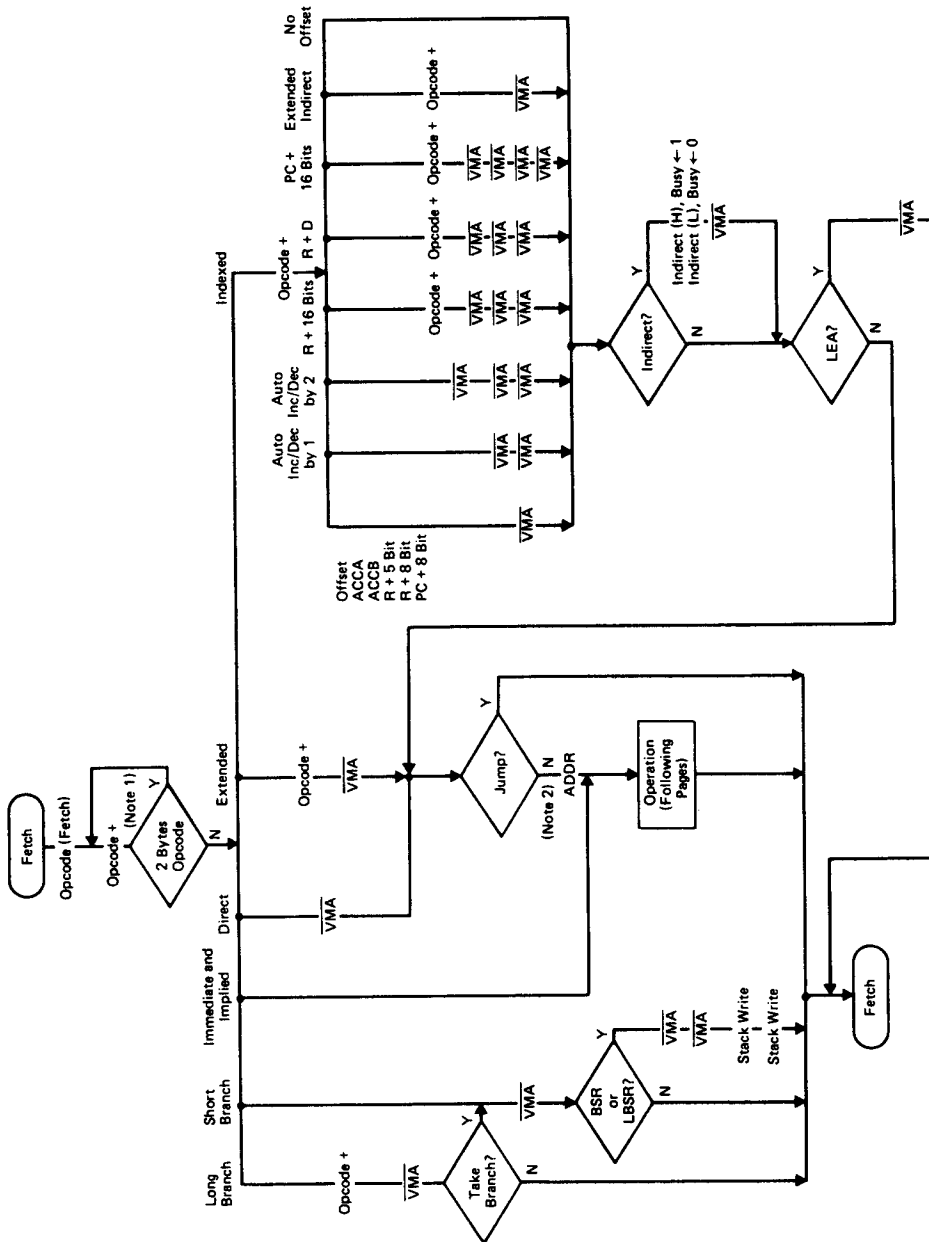 Fetch
Opcode (Fetch)
Opcode +
(Note 1)
2 Bytes
Opcode
Y
N
Long
Branch
Short
Branch
Immediate and
Implied
Direct
Extended
Indexed
Opcode +
VMA
Take
Branch?
Y
N
VMA
BSR
or
LBSR?
Y
N
VMA
VMA
Stack Write
Stack Write
VMA
Opcode +
VMA
Jump?
Y
N
(Note 2)
ADDR
Operation
(Following
Pages)
Fetch
Opcode +
Offset
ACCA
ACCB
R + 5 Bit
R + 8 Bit
PC + 8 Bit
VMA
Auto
Inc/Dec
by 1
VMA
VMA
Auto
Inc/Dec
by 2
VMA
VMA
VMA
R + 16 Bits
Opcode +
VMA
VMA
VMA
R + D
Opcode +
Opcode +
VMA
VMA
VMA
PC +
16 Bits
Opcode +
VMA
VMA
VMA
VMA
Extended
Indirect
Opcode +
Opcode +
VMA
No
Offset
Indirect?
Y
N
Indirect (H), Busy ← 1
Indirect (L), Busy ← 0
VMA
LEA?
Y
N
VMA